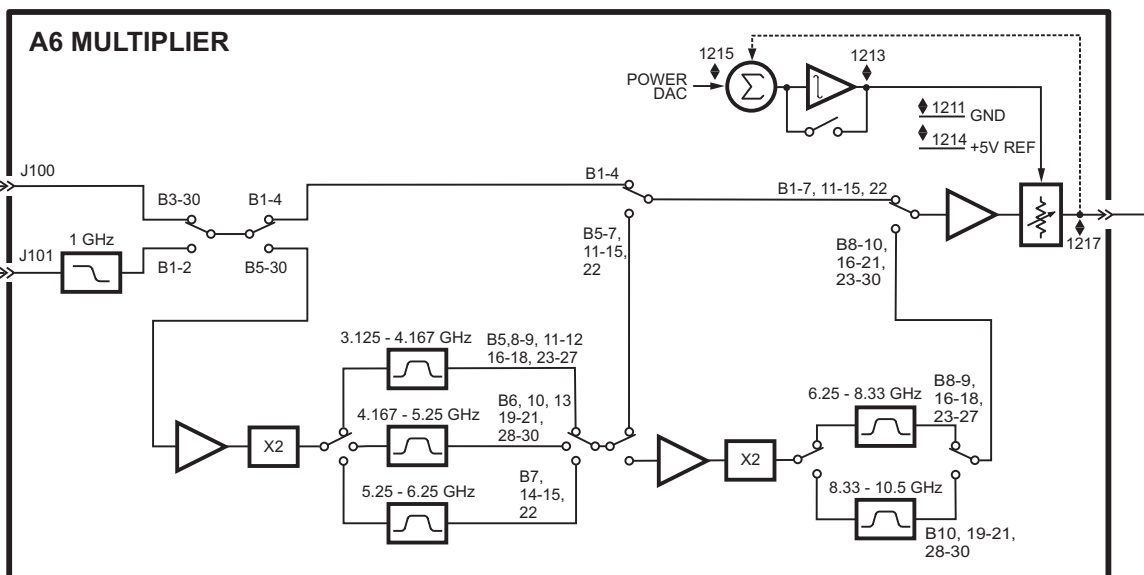 A6 MULTIPLIER
1215
1213
POWER
DAC
Σ
∫
1211 GND
1214 +5V REF
J100
B3-30
B1-4
B1-4
B1-7, 11-15, 22
J101
1 GHz
B1-2
B5-30
B5-7,
11-15,
22
B8-10,
16-21,
23-30
1217
3.125 - 4.167 GHz
B5,8-9, 11-12
16-18, 23-27
4.167 - 5.25 GHz
B6, 10, 13
19-21,
28-30
5.25 - 6.25 GHz
B7,
14-15,
22
X2
X2
6.25 - 8.33 GHz
B8-9,
16-18,
23-27
8.33 - 10.5 GHz
B10, 19-21,
28-30